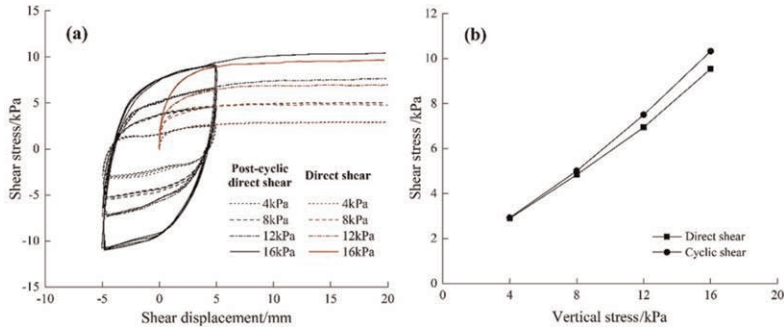 (a)
15
10
5
0
-5
-10
-15
Shear stress/kPa
-10
-5
0
5
10
15
20
Shear displacement/mm
Post-cyclic direct shear
Direct shear
4kPa
4kPa
8kPa
8kPa
12kPa
12kPa
16kPa
16kPa
(b)
12
10
8
6
4
2
Shear stress/kPa
0
4
8
12
16
20
Vertical stress/kPa
Direct shear
Cyclic shear